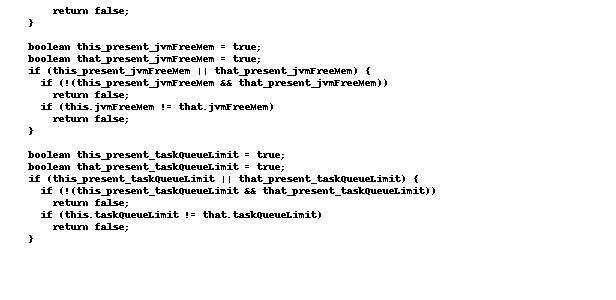 return false;
}
boolean this_present_jvmFreeMem = true;
boolean that_present_jvmFreeMem = true;
if (this_present_jvmFreeMem || that_present_jvmFreeMem) {
if (!(this_present_jvmFreeMem && that_present_jvmFreeMem))
return false;
if (this.jvmFreeMem != that.jvmFreeMem)
return false;
}
boolean this_present_taskQueueLimit = true;
boolean that_present_taskQueueLimit = true;
if (this_present_taskQueueLimit || that_present_taskQueueLimit) {
if (!(this_present_taskQueueLimit && that_present_taskQueueLimit))
return false;
if (this.taskQueueLimit != that.taskQueueLimit)
return false;
}